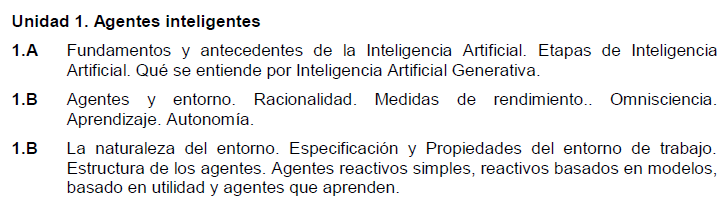 Unidad 1. Agentes inteligentes
1.A Fundamentos y antecedentes de la Inteligencia Artificial. Etapas de Inteligencia
Artificial. Qué se entiende por Inteligencia Artificial Generativa.
1.B Agentes y entorno. Racionalidad. Medidas de rendimiento.. Omnisciencia.
Aprendizaje. Autonomía.
1.B La naturaleza del entorno. Especificación y Propiedades del entorno de trabajo.
Estructura de los agentes. Agentes reactivos simples, reactivos basados en modelos,
basado en utilidad y agentes que aprenden.